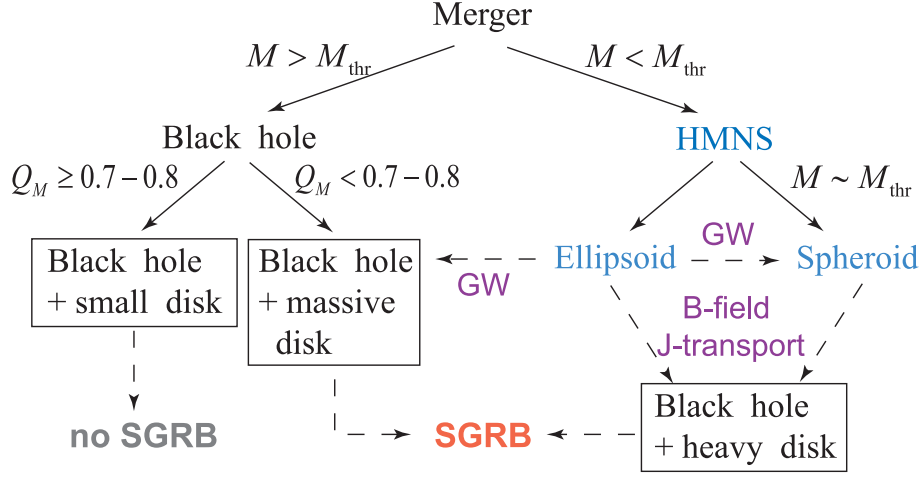 Merger
M > M_thr
M < M_thr
Black hole
HMNS
Q_M ≥ 0.7 – 0.8
Q_M < 0.7 – 0.8
M ~ M_thr
Black hole
+ small disk
Black hole
+ massive
disk
GW
Ellipsoid
GW
Spheroid
B-field
J-transport
no SGRB
SGRB
Black hole
+ heavy disk